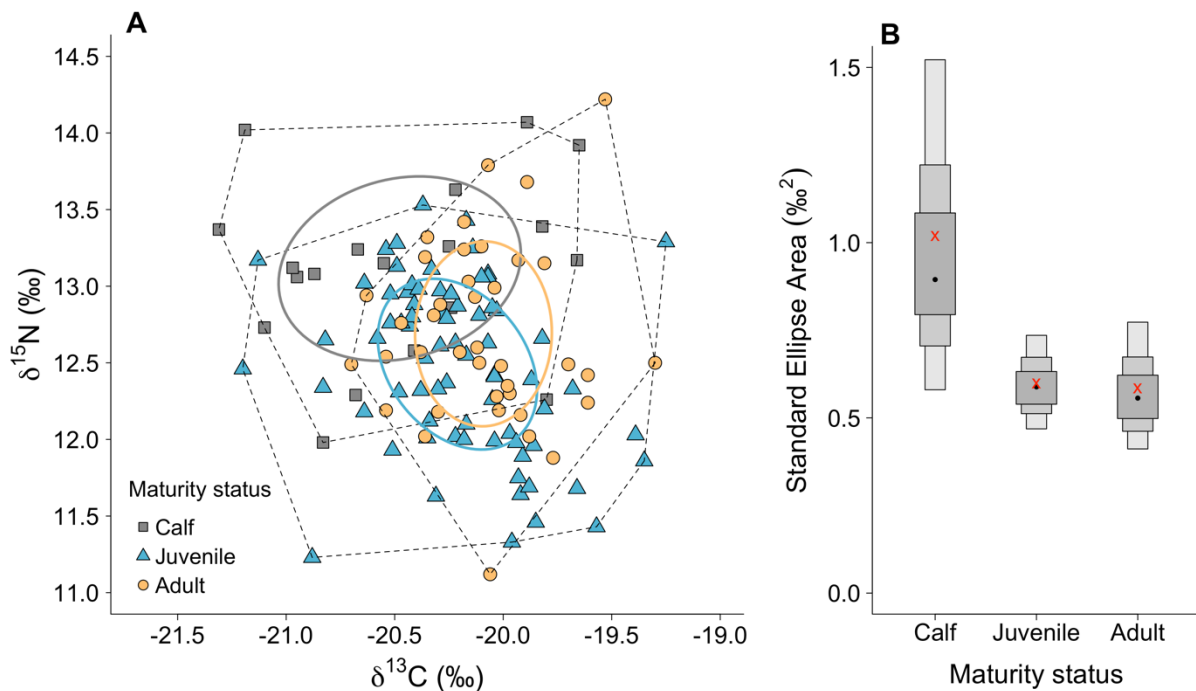 A
14.5
14.0
13.5
13.0
12.5
12.0
11.5
11.0
δ15N (‰)
Maturity status
Calf
Juvenile
Adult
-21.5 -21.0 -20.5 -20.0 -19.5 -19.0
δ13C (‰)
B
1.5
1.0
0.5
0.0
Standard Ellipse Area (‰2)
x
x
x
Calf Juvenile Adult
Maturity status